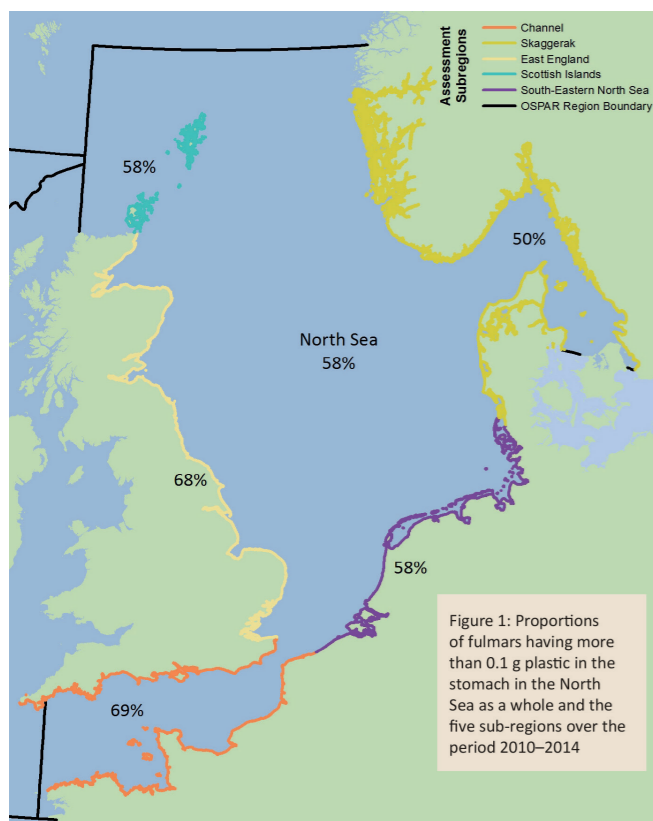 Assessment
Subregions
Channel
Skaggerak
East England
Scottish Islands
South-Eastern North Sea
OSPAR Region Boundary
58%
50%
North Sea
58%
68%
58%
69%
Figure 1: Proportions
of fulmars having more
than 0.1 g plastic in the
stomach in the North
Sea as a whole and the
five sub-regions over the
period 2010–2014